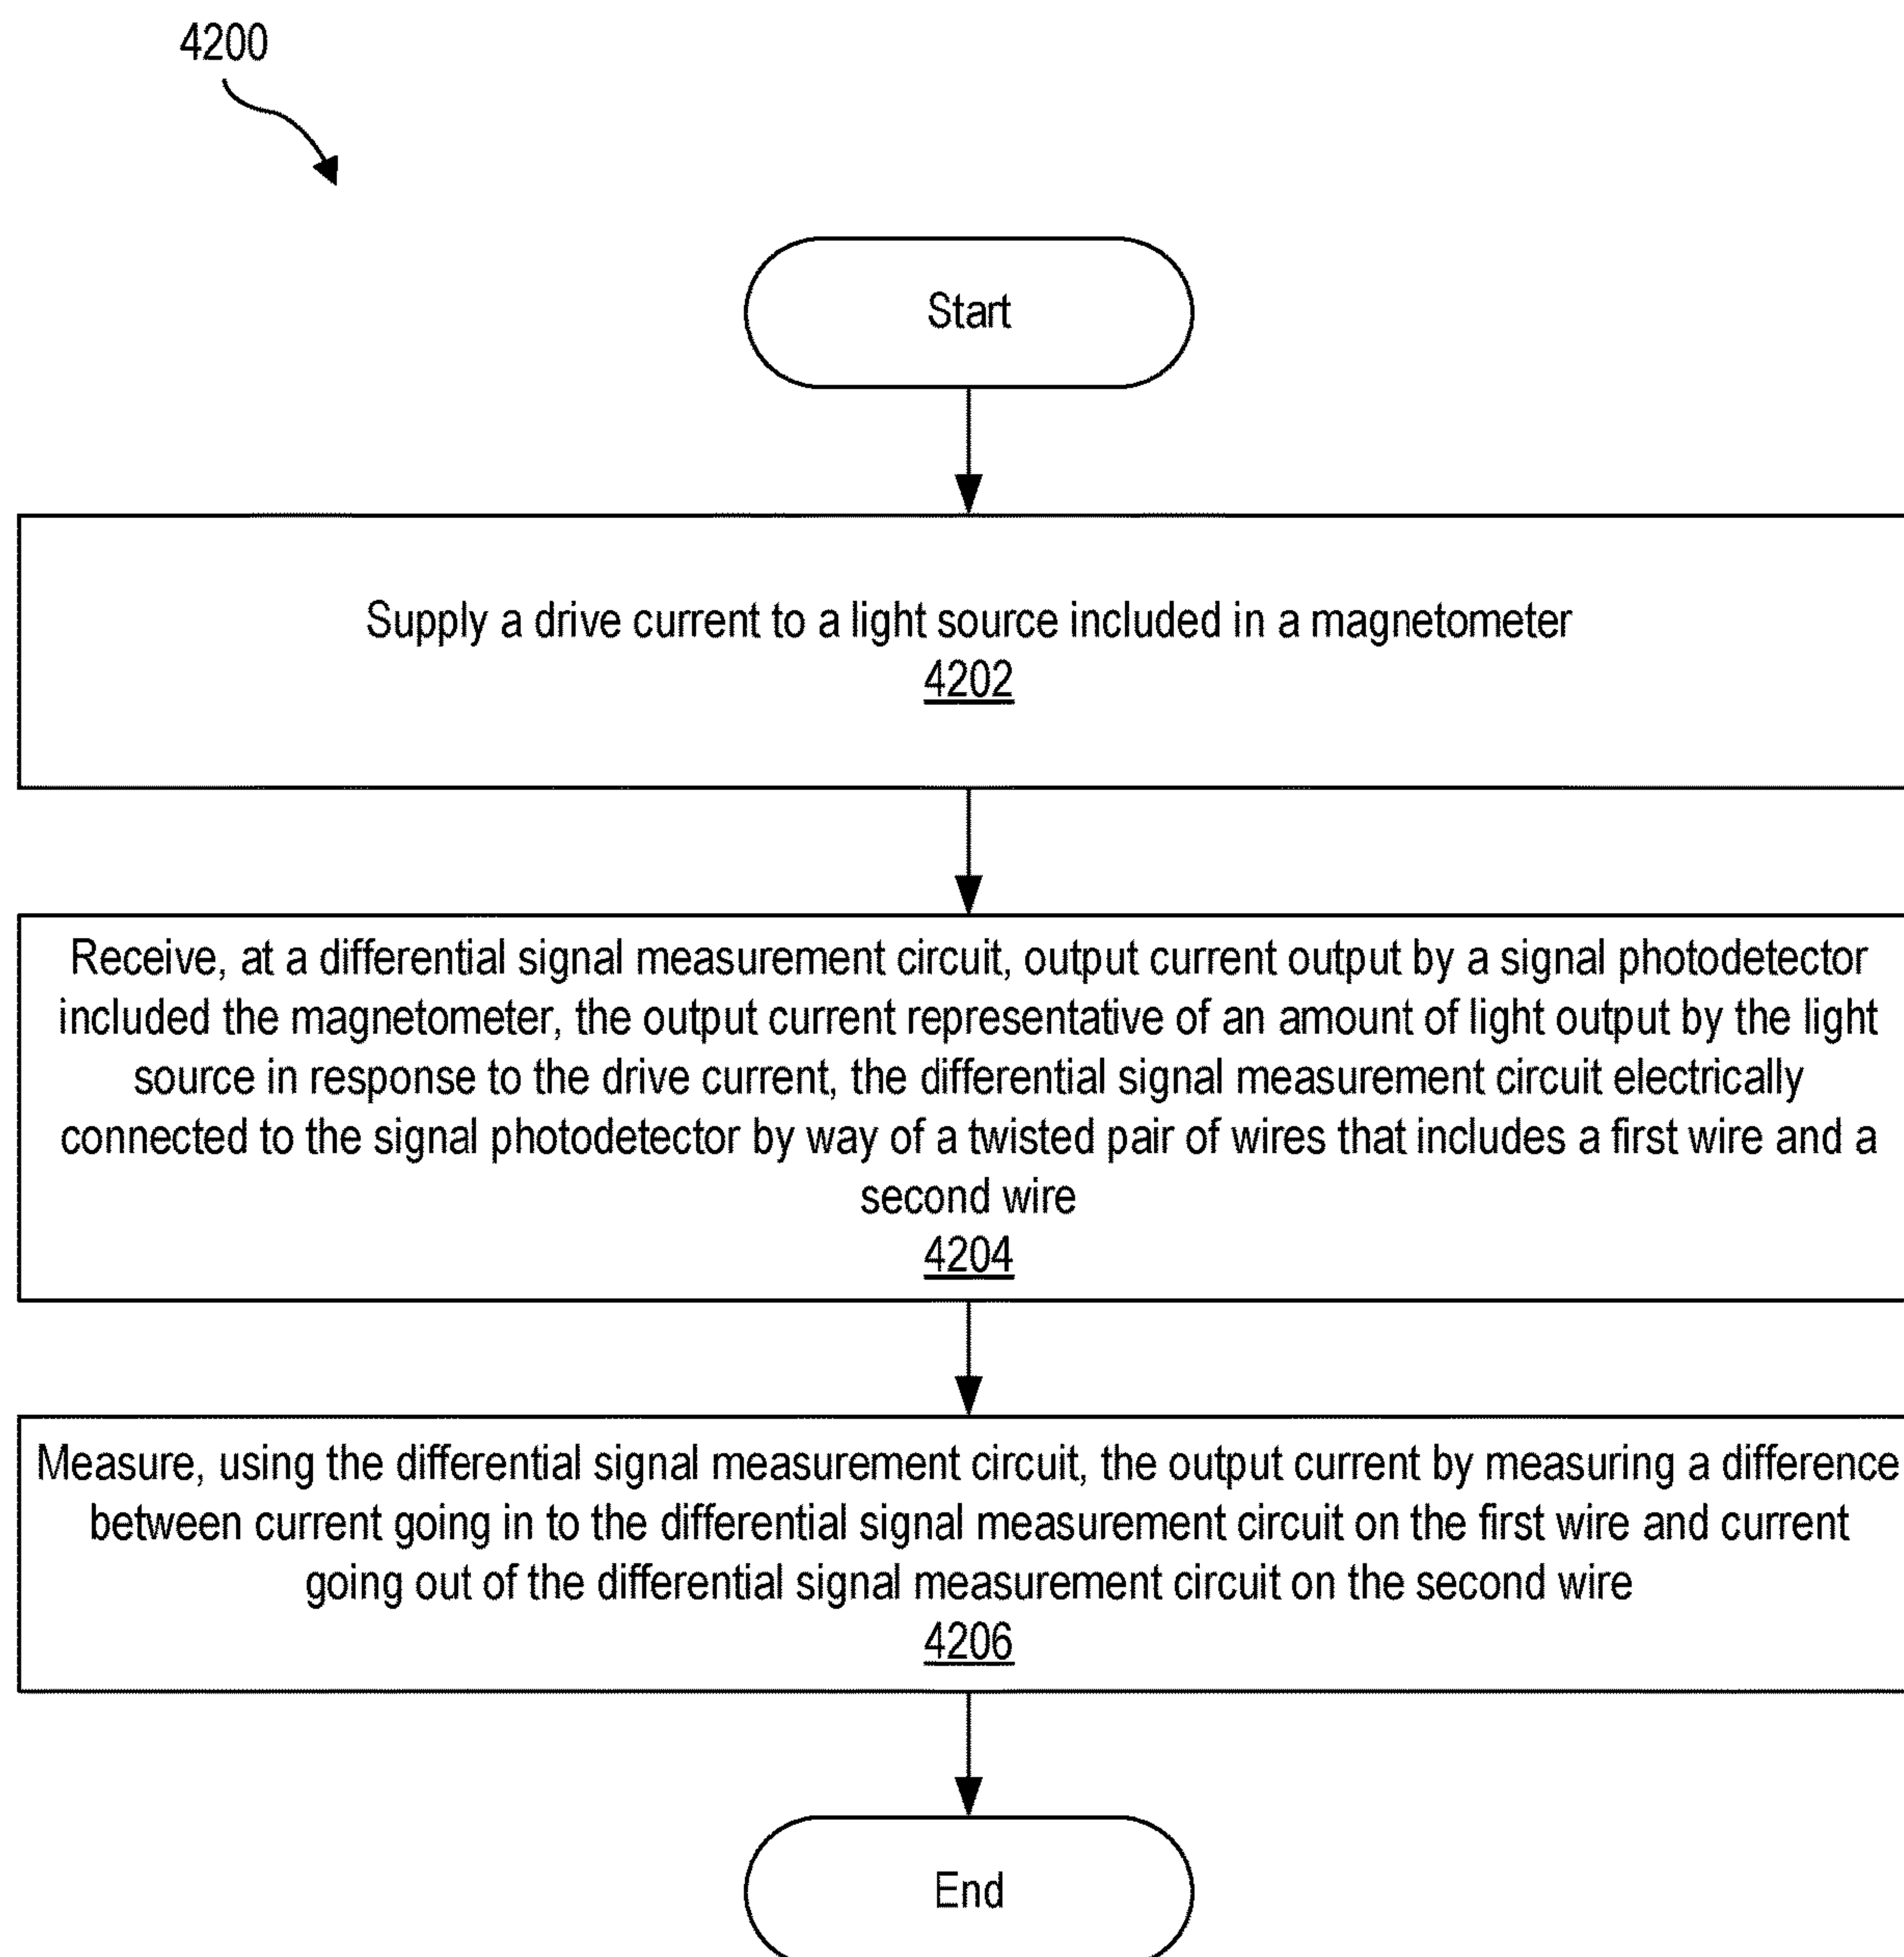 4200
Start
Supply a drive current to a light source included in a magnetometer
4202
Receive, at a differential signal measurement circuit, output current output by a signal photodetector
included the magnetometer, the output current representative of an amount of light output by the light
source in response to the drive current, the differential signal measurement circuit electrically
connected to the signal photodetector by way of a twisted pair of wires that includes a first wire and a
second wire
4204
Measure, using the differential signal measurement circuit, the output current by measuring a difference
between current going in to the differential signal measurement circuit on the first wire and current
going out of the differential signal measurement circuit on the second wire
4206
End